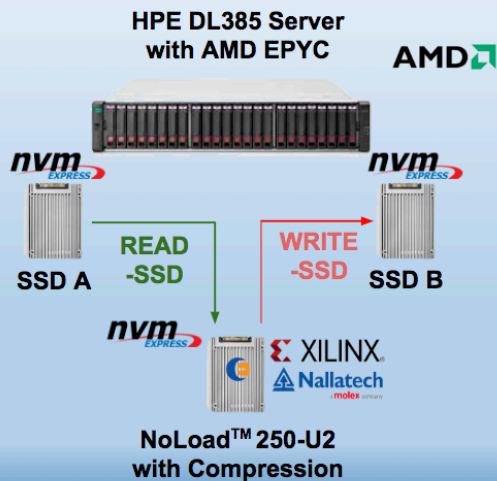 HPE DL385 Server
with AMD EPYC
AMD
nvm
EXPRESS
nvm
EXPRESS
READ
-SSD
WRITE
-SSD
SSD A
SSD B
nvm
EXPRESS
XILINX®
Nallatech
a molex company
NoLoad™ 250-U2
with Compression